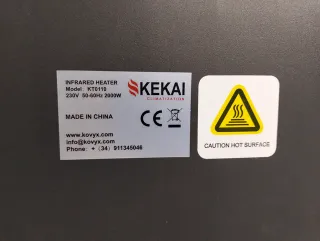 INFRARED HEATER
Model KT0110
230V 50-60Hz 2000W
KEKAI
CLIMATIZATION
MADE IN CHINA
CE
www.kovyx.com
info@kovyx.com
Phone: + (34) 911345046
CAUTION HOT SURFACE